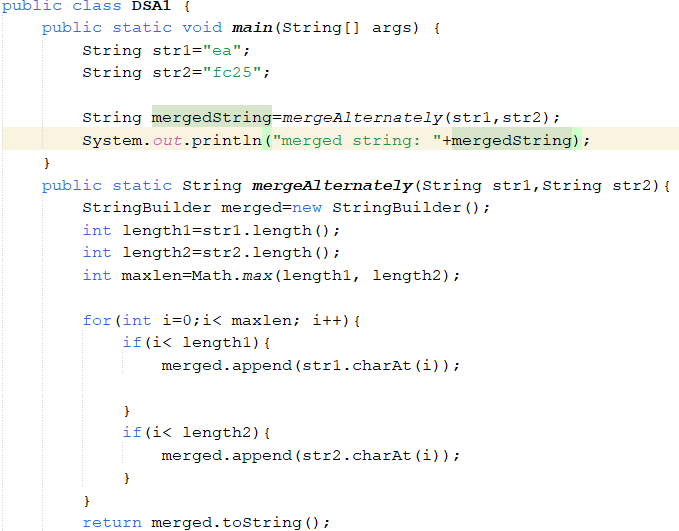 public class DSA1 {
    public static void main(String[] args) {
        String str1="ea";
        String str2="fc25";

        String mergedString=mergeAlternately(str1,str2);
        System.out.println("merged string: "+mergedString);
    }
    public static String mergeAlternately(String str1,String str2){
        StringBuilder merged=new StringBuilder();
        int length1=str1.length();
        int length2=str2.length();
        int maxlen=Math.max(length1, length2);

        for(int i=0;i< maxlen; i++){
            if(i< length1){
                merged.append(str1.charAt(i));

            }
            if(i< length2){
                merged.append(str2.charAt(i));
            }
        }
        return merged.toString();